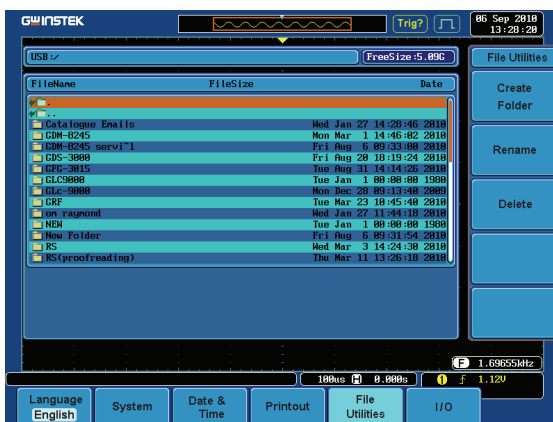 GWINSTEK
Trig?
06 Sep 2010
13:28:20
USB:/
FreeSize:5.09G
File Utilities
FileName FileSize Date
.
..
Catalogue Emails Wed Jan 27 14:28:46 2010
GDM-8245 Mon Mar 1 14:46:02 2010
GDM-8245 servi~1 Fri Aug 6 09:33:00 2010
GDS-3000 Fri Aug 20 18:19:24 2010
GFG-3015 Tue Aug 31 14:14:26 2010
GLC9000 Tue Jan 1 00:00:00 1980
GLc-9000 Mon Dec 28 09:13:40 2009
GRF Tue Mar 23 10:45:40 2010
om raymond Wed Jan 27 11:44:18 2010
NEW Tue Jan 1 00:00:00 1980
New Folder Fri Aug 6 09:31:54 2010
RS Wed Mar 3 14:24:30 2010
RS(proofreading) Thu Mar 11 13:26:18 2010
Create
Folder
Rename
Delete
F 1.69655kHz
100us H 0.000s
1 1.12V
Language
English
System
Date &
Time
Printout
File
Utilities
I/O